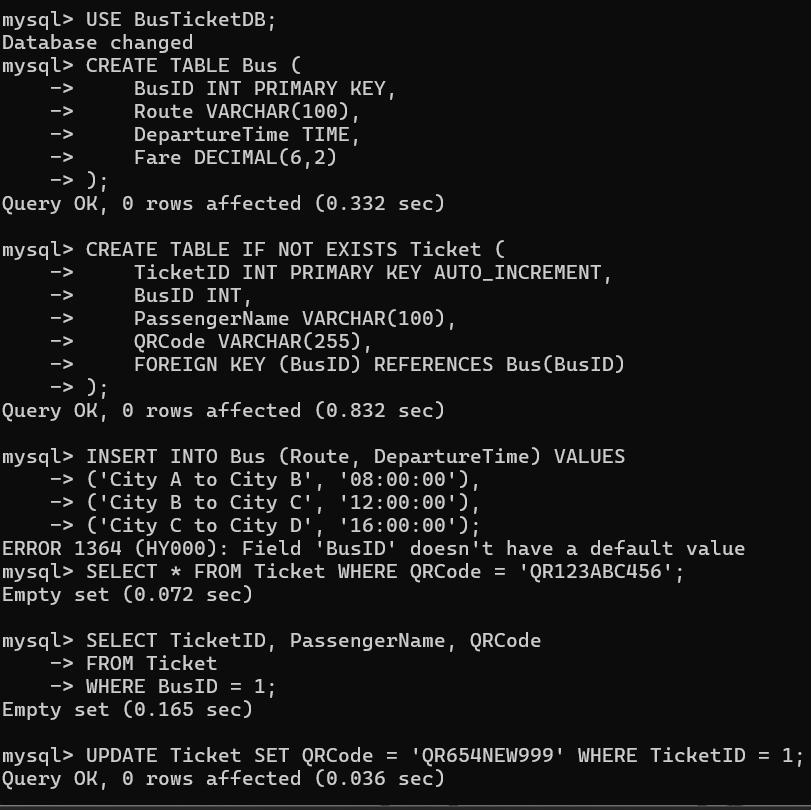 mysql> USE BusTicketDB;
Database changed
mysql> CREATE TABLE Bus (
    ->     BusID INT PRIMARY KEY,
    ->     Route VARCHAR(100),
    ->     DepartureTime TIME,
    ->     Fare DECIMAL(6,2)
    -> );
Query OK, 0 rows affected (0.332 sec)

mysql> CREATE TABLE IF NOT EXISTS Ticket (
    ->     TicketID INT PRIMARY KEY AUTO_INCREMENT,
    ->     BusID INT,
    ->     PassengerName VARCHAR(100),
    ->     QRCode VARCHAR(255),
    ->     FOREIGN KEY (BusID) REFERENCES Bus(BusID)
    -> );
Query OK, 0 rows affected (0.832 sec)

mysql> INSERT INTO Bus (Route, DepartureTime) VALUES
    -> ('City A to City B', '08:00:00'),
    -> ('City B to City C', '12:00:00'),
    -> ('City C to City D', '16:00:00');
ERROR 1364 (HY000): Field 'BusID' doesn't have a default value
mysql> SELECT * FROM Ticket WHERE QRCode = 'QR123ABC456';
Empty set (0.072 sec)

mysql> SELECT TicketID, PassengerName, QRCode
    -> FROM Ticket
    -> WHERE BusID = 1;
Empty set (0.165 sec)

mysql> UPDATE Ticket SET QRCode = 'QR654NEW999' WHERE TicketID = 1;
Query OK, 0 rows affected (0.036 sec)